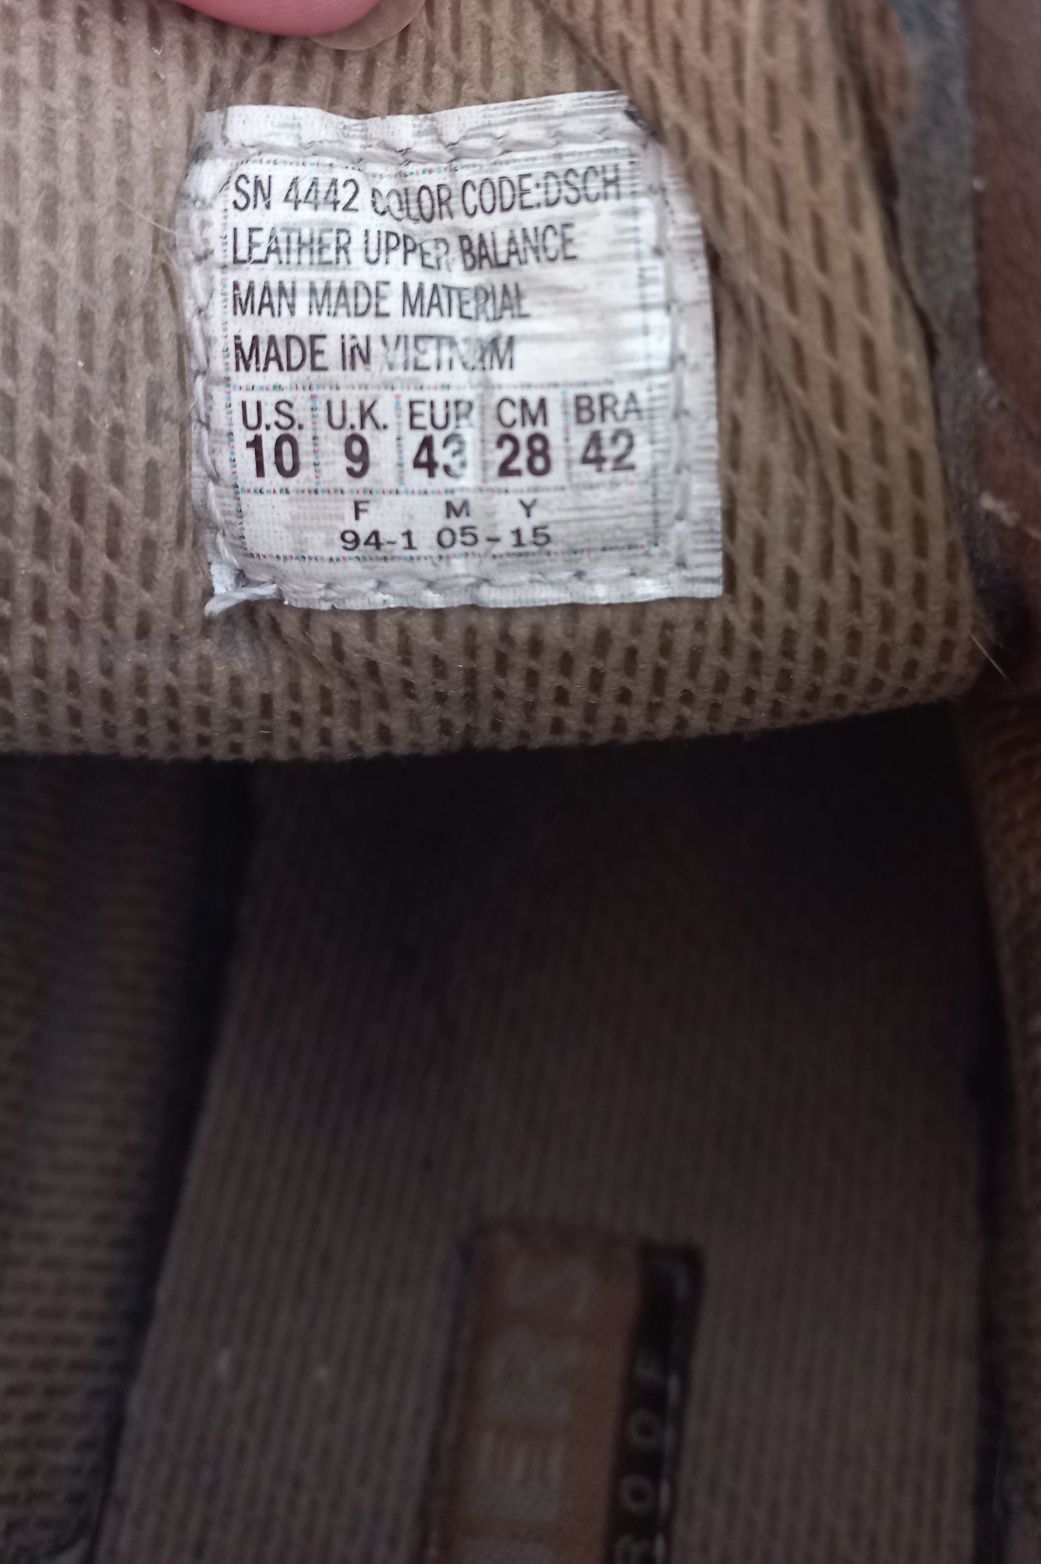 SN 4442 COLOR CODE:DSCH
LEATHER UPPER BALANCE
MAN MADE MATERIAL
MADE IN VIETNAM
U.S. U.K. EUR CM BRA
10 9 43 28 42
F M Y
94-1 05-15